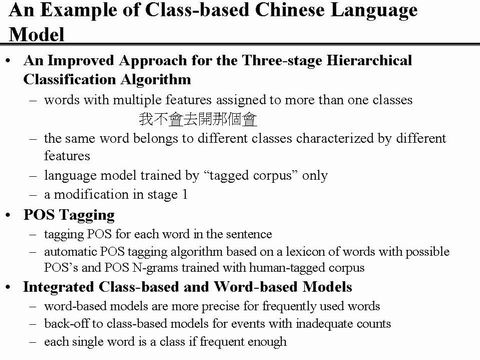 An Example of Class-based Chinese Language
Model
• An Improved Approach for the Three-stage Hierarchical
Classification Algorithm
– words with multiple features assigned to more than one classes
我不會去開那個會
– the same word belongs to different classes characterized by different
features
– language model trained by “tagged corpus” only
– a modification in stage 1
• POS Tagging
– tagging POS for each word in the sentence
– automatic POS tagging algorithm based on a lexicon of words with possible
POS’s and POS N-grams trained with human-tagged corpus
• Integrated Class-based and Word-based Models
– word-based models are more precise for frequently used words
– back-off to class-based models for events with inadequate counts
– each single word is a class if frequent enough